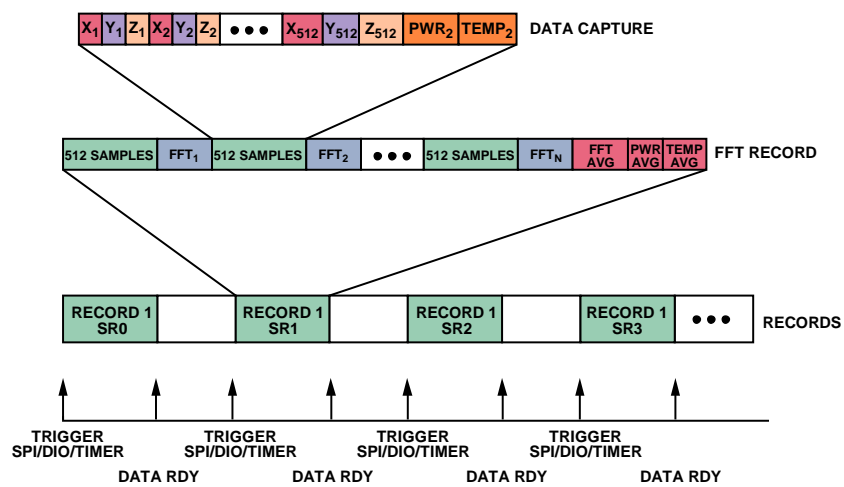 X1 Y1 Z1 X2 Y2 Z2 ••• X512 Y512 Z512 PWR2 TEMP2 DATA CAPTURE
512 SAMPLES FFT1 512 SAMPLES FFT2 ••• 512 SAMPLES FFTN FFT AVG PWR AVG TEMP AVG FFT RECORD
RECORD 1 RECORD 1 RECORD 1 RECORD 1
SR0 SR1 SR2 SR3 ••• RECORDS
TRIGGER TRIGGER TRIGGER TRIGGER
SPI/DIO/TIMER SPI/DIO/TIMER SPI/DIO/TIMER SPI/DIO/TIMER
DATA RDY DATA RDY DATA RDY DATA RDY